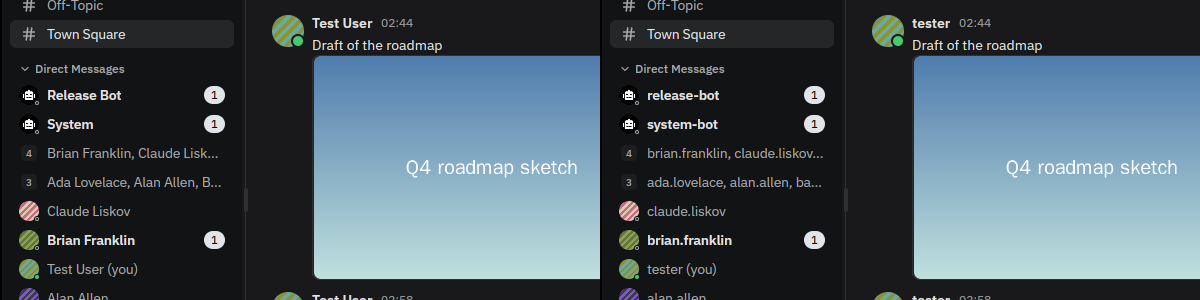 Off-Topic
Town Square
Direct Messages
Release Bot 1
System 1
4 Brian Franklin, Claude Lisk...
3 Ada Lovelace, Alan Allen, B...
Claude Liskov
Brian Franklin 1
Test User (you)
Alan Allen
Test User 02:44
Draft of the roadmap
Q4 roadmap sketch
Test User 02:58
Off-Topic
Town Square
Direct Messages
release-bot 1
system-bot 1
4 brian.franklin, claude.liskov...
3 ada.lovelace, alan.allen, ba...
claude.liskov
brian.franklin 1
tester (you)
alan.allen
tester 02:44
Draft of the roadmap
Q4 roadmap sketch
tester 02:58